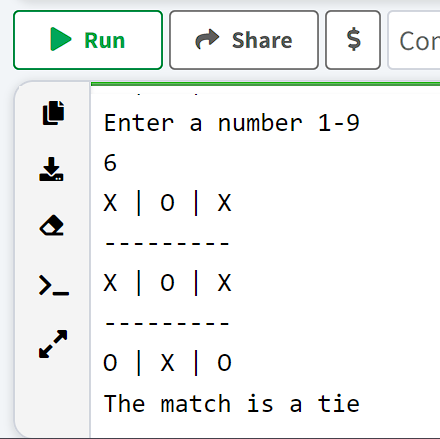 Run Share $ Cor
Enter a number 1-9
6
X | O | X
---------
X | O | X
---------
O | X | O
The match is a tie